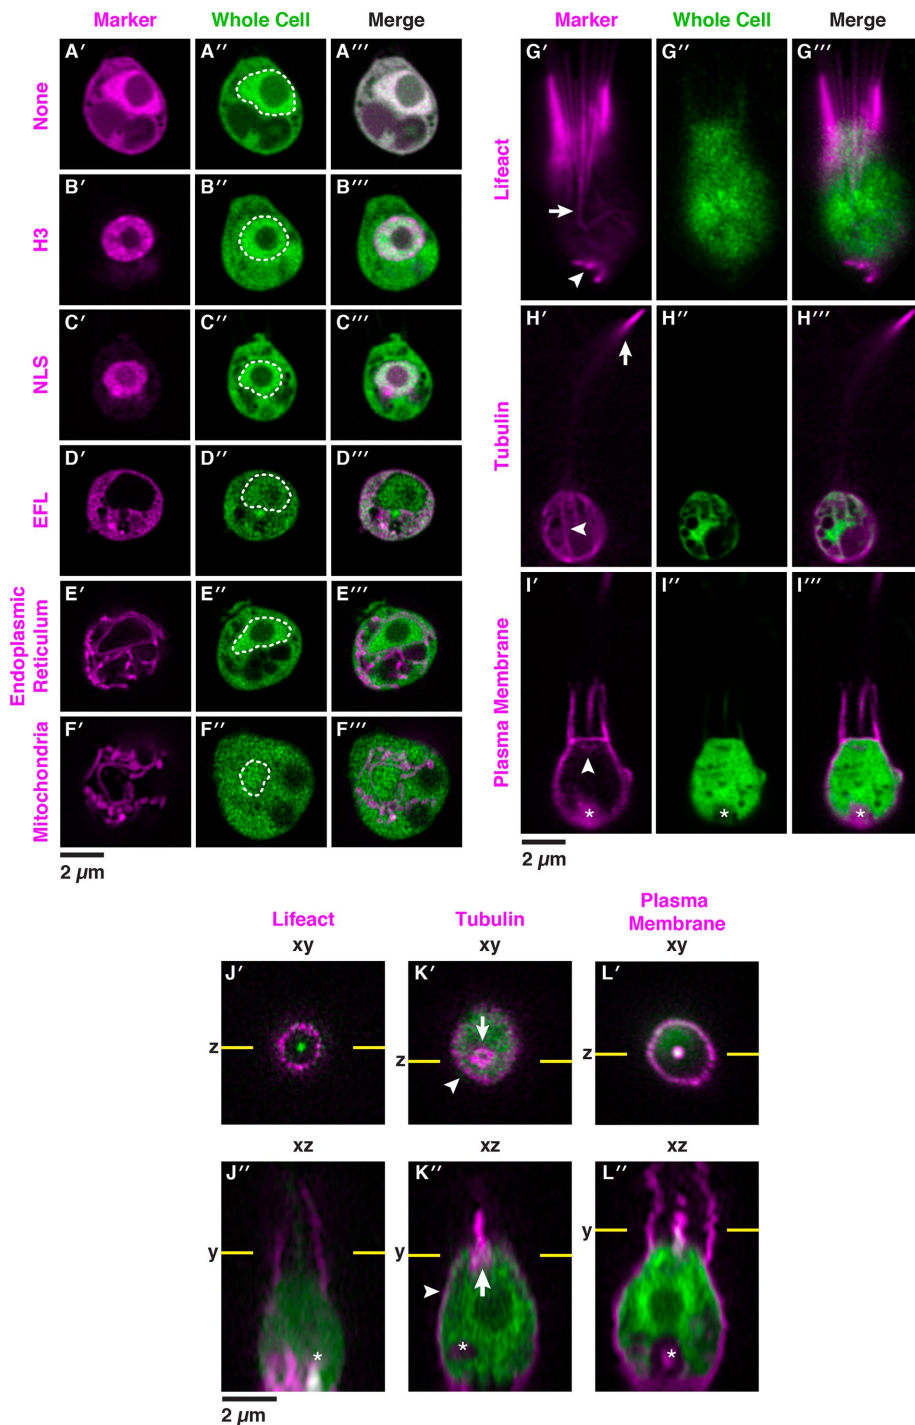 Marker Whole Cell Merge
None
A′ A″ A‴
H3
B′ B″ B‴
NLS
C′ C″ C‴
EFL
D′ D″ D‴
Endoplasmic
Reticulum
E′ E″ E‴
Mitochondria
F′ F″ F‴
2 µm
Marker Whole Cell Merge
Lifeact
G′ G″ G‴
Tubulin
H′ H″ H‴
Plasma Membrane
I′ I″ I‴
* * *
2 µm
Lifeact
xy
Tubulin
xy
Plasma
Membrane
xy
J′ K′ L′
z z z
xz xz xz
J″ K″ L″
y y y
* * *
2 µm